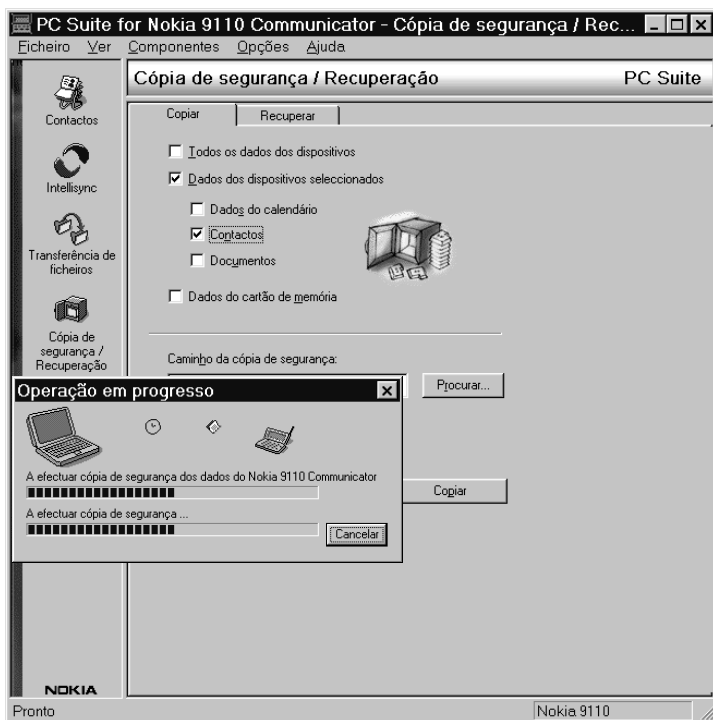 PC Suite for Nokia 9110 Communicator - Cópia de segurança / Rec...
Ficheiro Ver Componentes Opções Ajuda
Cópia de segurança / Recuperação PC Suite
Contactos
Intellisync
Transferência de
ficheiros
Cópia de
segurança /
Recuperação
Copiar Recuperar
Todos os dados dos dispositivos
Dados dos dispositivos seleccionados
Dados do calendário
Contactos
Documentos
Dados do cartão de memória
Caminho da cópia de segurança:
Procurar...
Copiar
Operação em progresso
A efectuar cópia de segurança dos dados do Nokia 9110 Communicator
A efectuar cópia de segurança ...
Cancelar
NOKIA
Pronto Nokia 9110